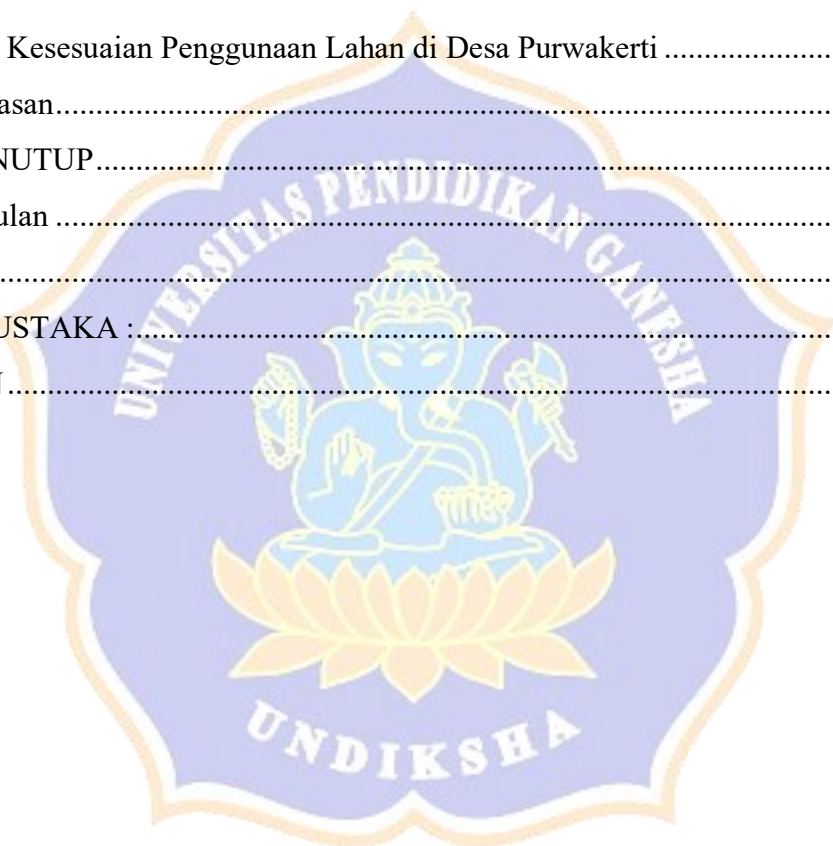 Kesesuaian Penggunaan Lahan di Desa Purwakerti ......................
asan..................................................................................................
NUTUP.............................................................................................
ulan ..................................................................................................
..........................................................................................................
USTAKA :.........................................................................................
N ........................................................................................................
UNIVERSITAS PENDIDIKAN GANESHA
UNDIKSHA